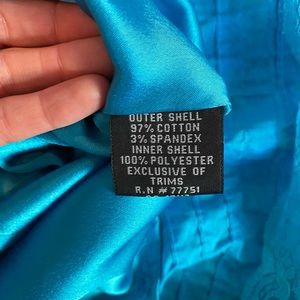 OUTER SHELL
97% COTTON
3% SPANDEX
INNER SHELL
100% POLYESTER
EXCLUSIVE OF
TRIMS
R.N # 77751